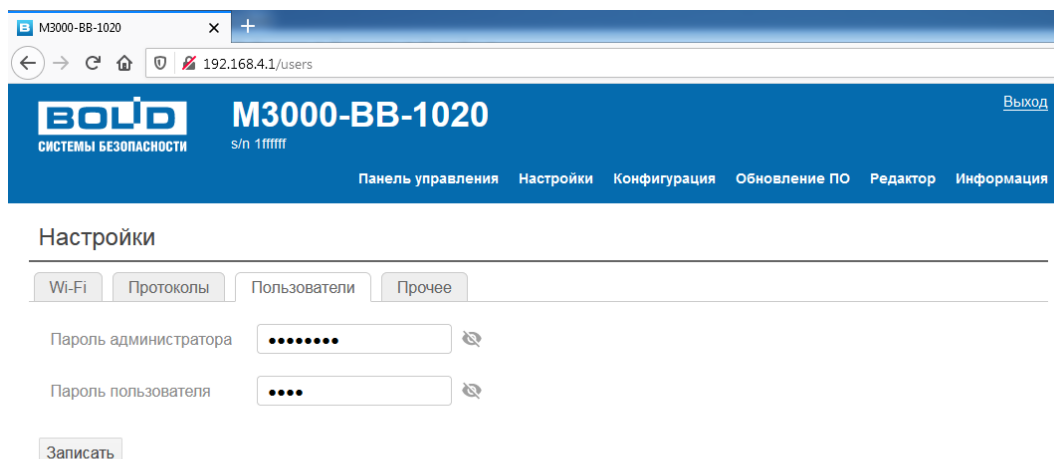 M3000-BB-1020
192.168.4.1/users
BOLID
СИСТЕМЫ БЕЗОПАСНОСТИ
M3000-BB-1020
s/n 1ffffff
Выход
Панель управления Настройки Конфигурация Обновление ПО Редактор Информация
Настройки
Wi-Fi Протоколы Пользователи Прочее
Пароль администратора ••••••••
Пароль пользователя ••••
Записать